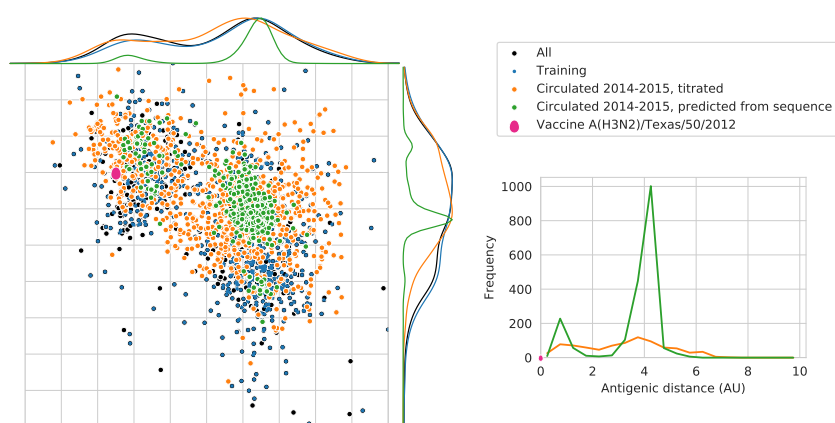 All
Training
Circulated 2014-2015, titrated
Circulated 2014-2015, predicted from sequence
Vaccine A(H3N2)/Texas/50/2012
1000
800
600
400
200
0
Frequency
0 2 4 6 8 10
Antigenic distance (AU)